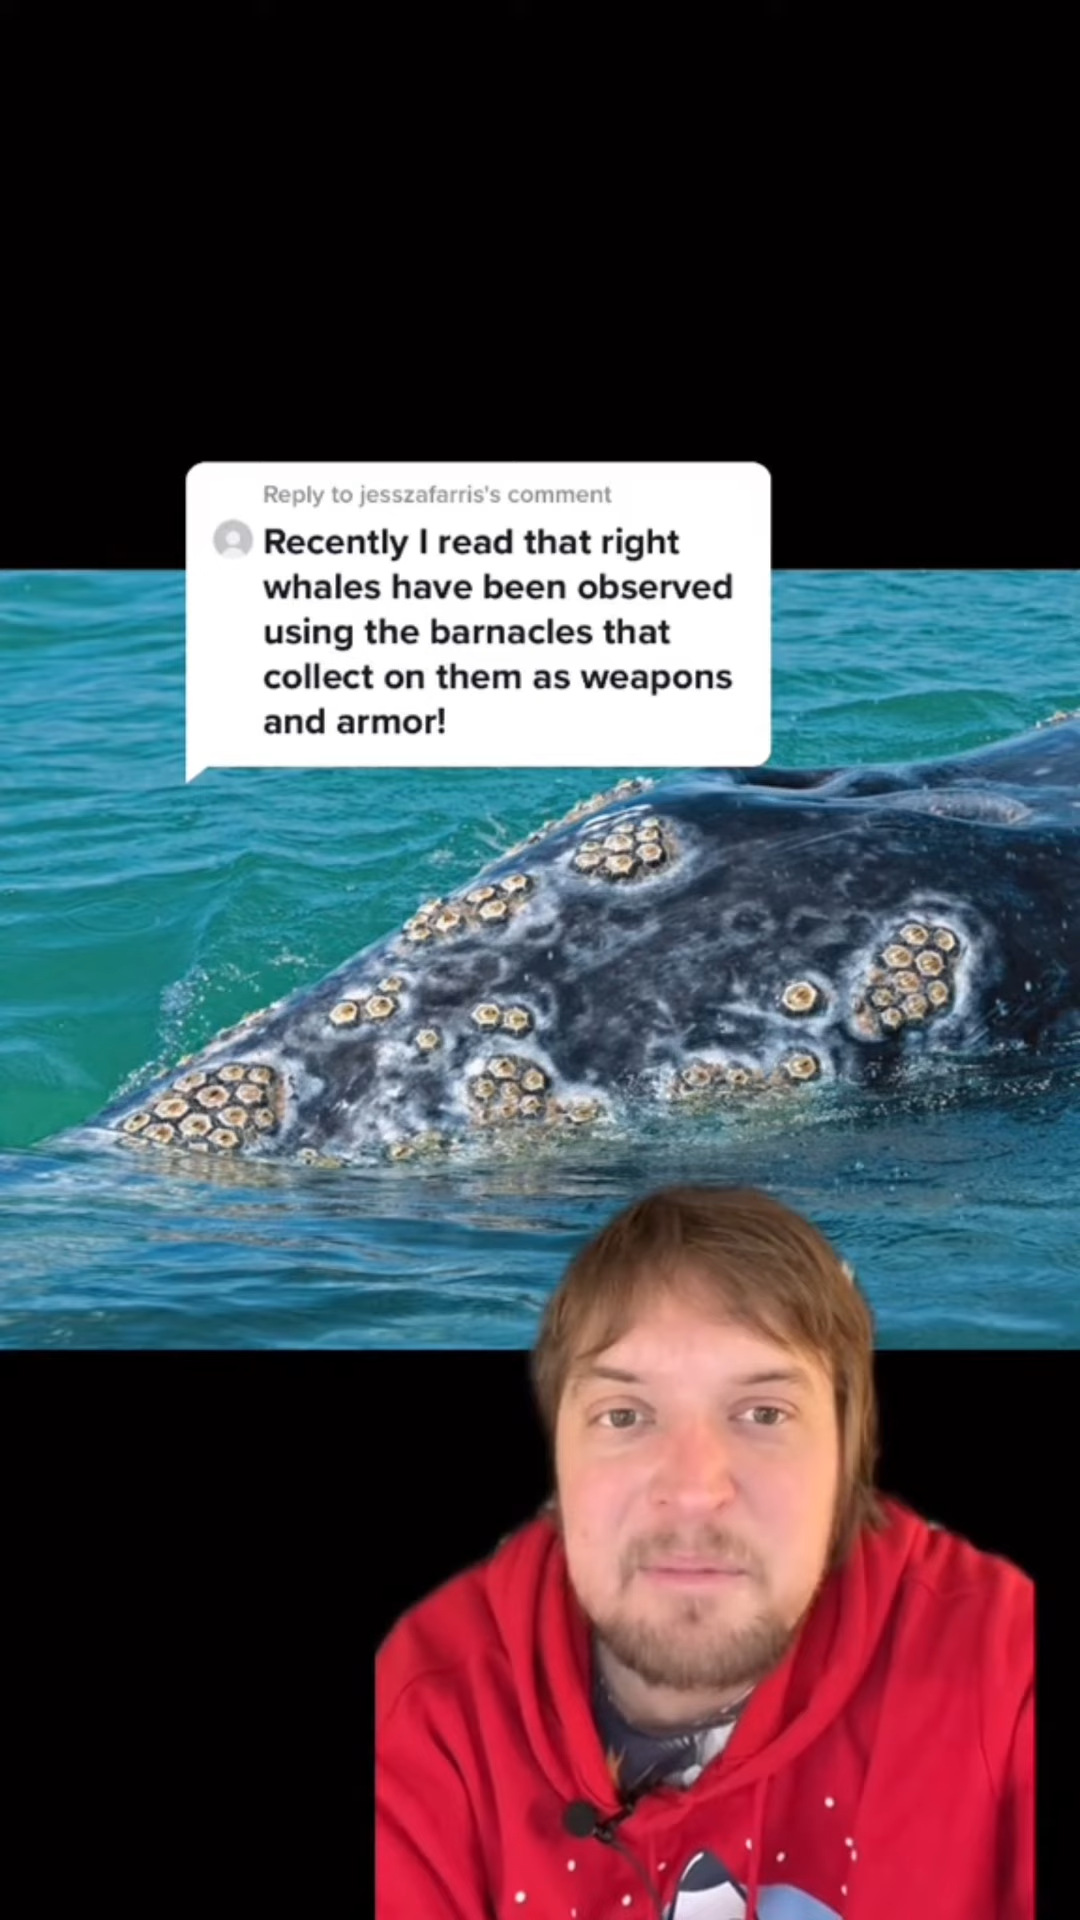 Reply to jesszafarris's comment
Recently I read that right
whales have been observed
using the barnacles that
collect on them as weapons
and armor!